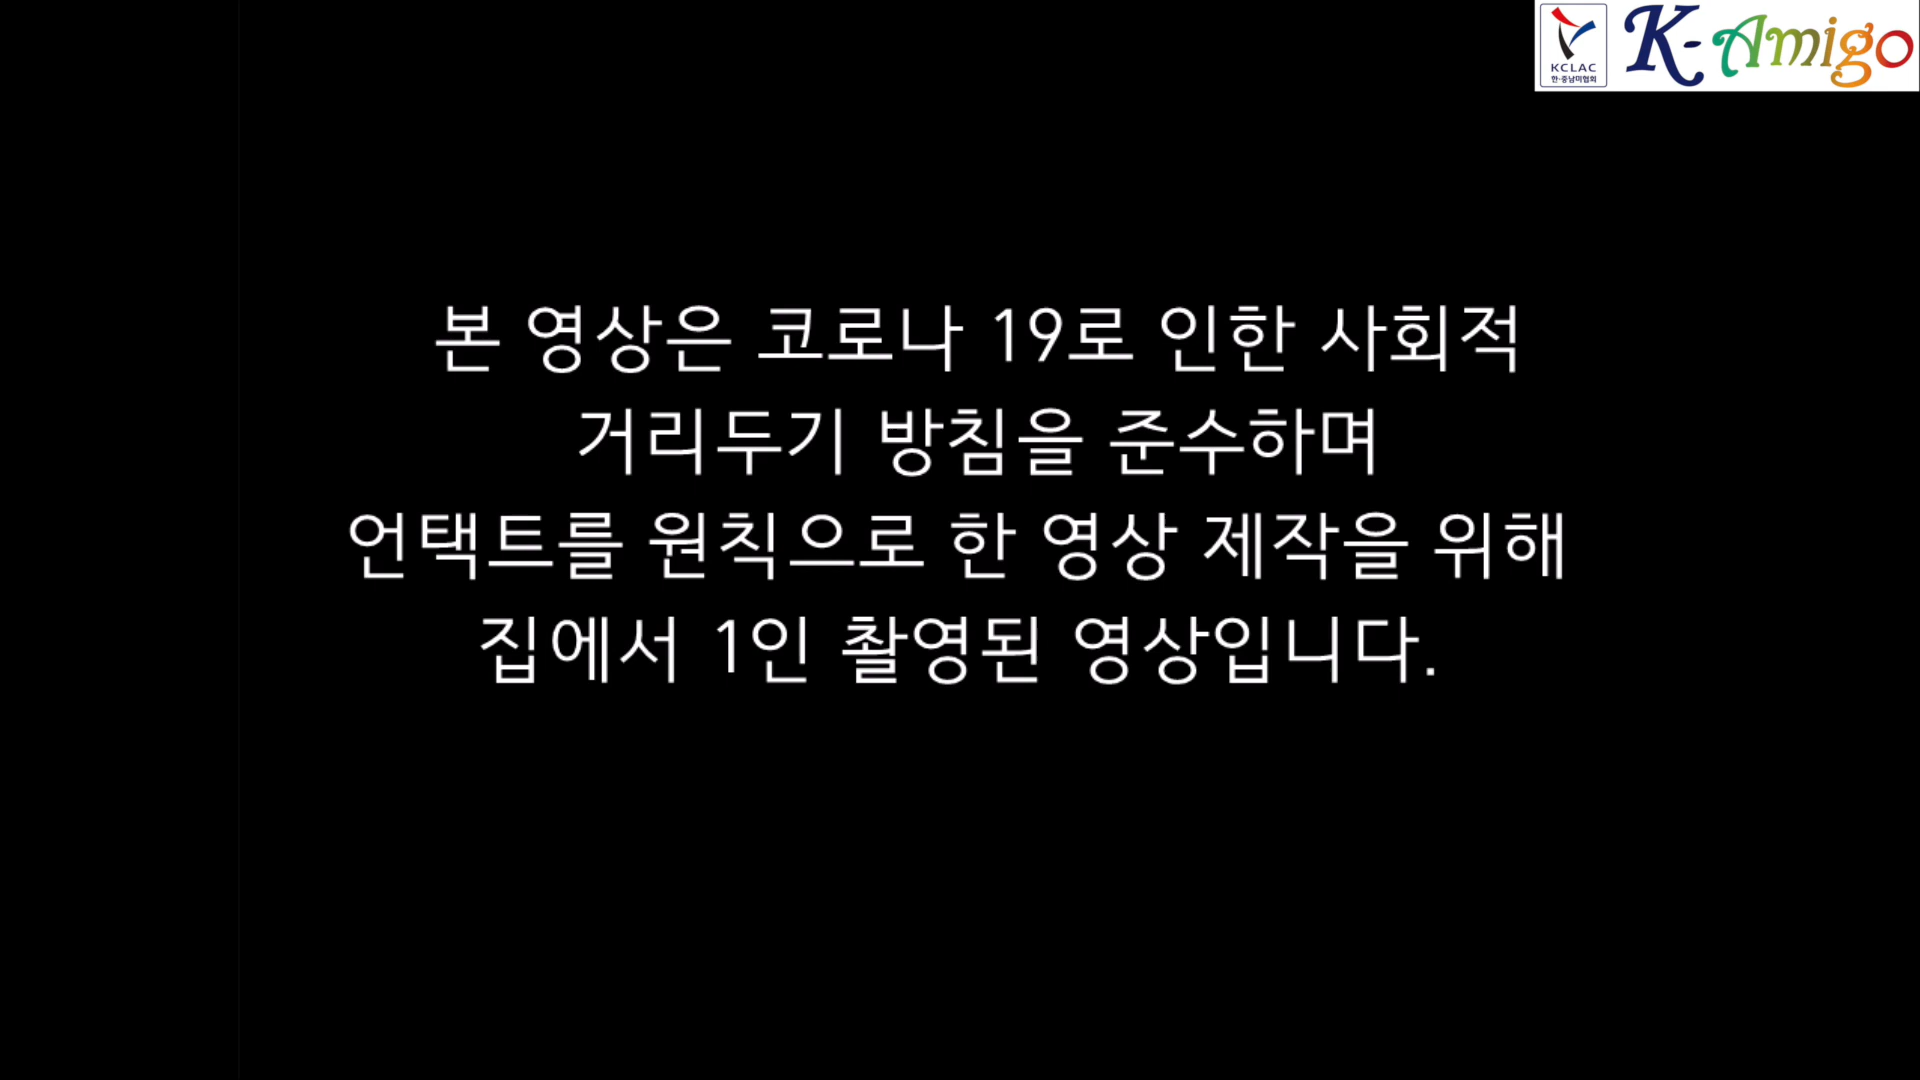 KCLAC
한·중남미협회
K-Amigo
본 영상은 코로나 19로 인한 사회적
거리두기 방침을 준수하며
언택트를 원칙으로 한 영상 제작을 위해
집에서 1인 촬영된 영상입니다.